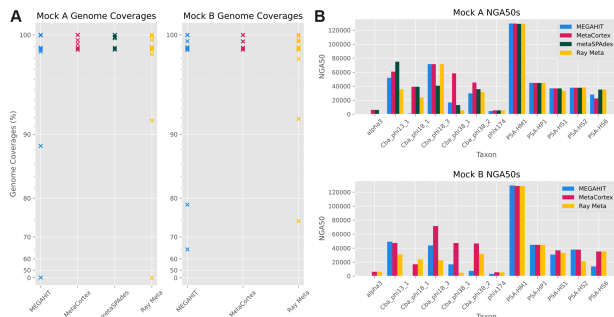 A
Mock A Genome Coverages
Mock B Genome Coverages
Genome Coverages (%)
100
90
80
70
60
50
0
MEGAHIT
MetaCortex
metaSPAdes
Ray Meta
MEGAHIT
MetaCortex
Ray Meta
B
Mock A NGA50s
NGA50
120000
100000
80000
60000
40000
20000
0
MEGAHIT
MetaCortex
metaSPAdes
Ray Meta
alpha3
Cba_phi13_1
Cba_phi18_1
Cba_phi18_3
Cba_phi38_1
Cba_phi38_2
phix174
PSA-HM1
PSA-HP1
PSA-HS1
PSA-HS2
PSA-HS6
Taxon
Mock B NGA50s
NGA50
120000
100000
80000
60000
40000
20000
0
MEGAHIT
MetaCortex
Ray Meta
alpha3
Cba_phi13_1
Cba_phi18_1
Cba_phi18_3
Cba_phi38_1
Cba_phi38_2
phix174
PSA-HM1
PSA-HP1
PSA-HS1
PSA-HS2
PSA-HS6
Taxon